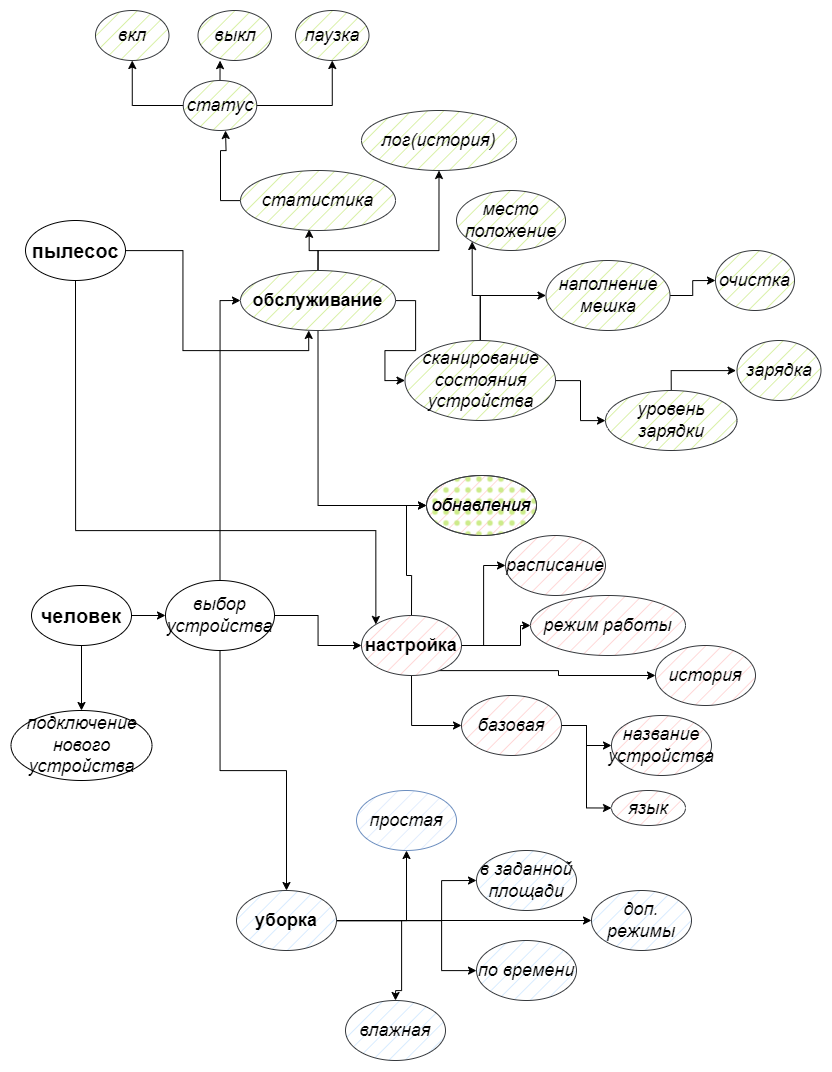 вкл
выкл
паузка
статус
лог(история)
статистика
место
положение
пылесос
обслуживание
наполнение
мешка
очистка
сканирование
состояния
устройства
зарядка
уровень
зарядки
обнавления
расписание
человек
выбор
устройства
настройка
режим работы
история
подключение
нового
устройства
базовая
название
устройства
язык
простая
в заданной
площади
уборка
доп.
режимы
по времени
влажная